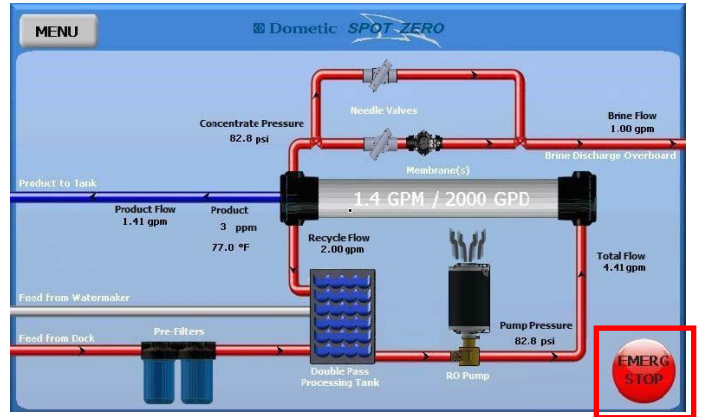 MENU
Dometic SPOT ZERO
Needle Valves
Concentrate Pressure
82.8 psi
Brine Flow
1.00 gpm
Brine Discharge Overboard
Membrane(s)
1.4 GPM / 2000 GPD
Product to Tank
Product Flow
1.41 gpm
Product
3 ppm
77.0 °F
Recycle Flow
2.00 gpm
Total Flow
4.41 gpm
Feed from Watermaker
Feed from Dock
Pre-Filters
Pump Pressure
82.8 psi
Double Pass
Processing Tank
RO Pump
EMERG
STOP